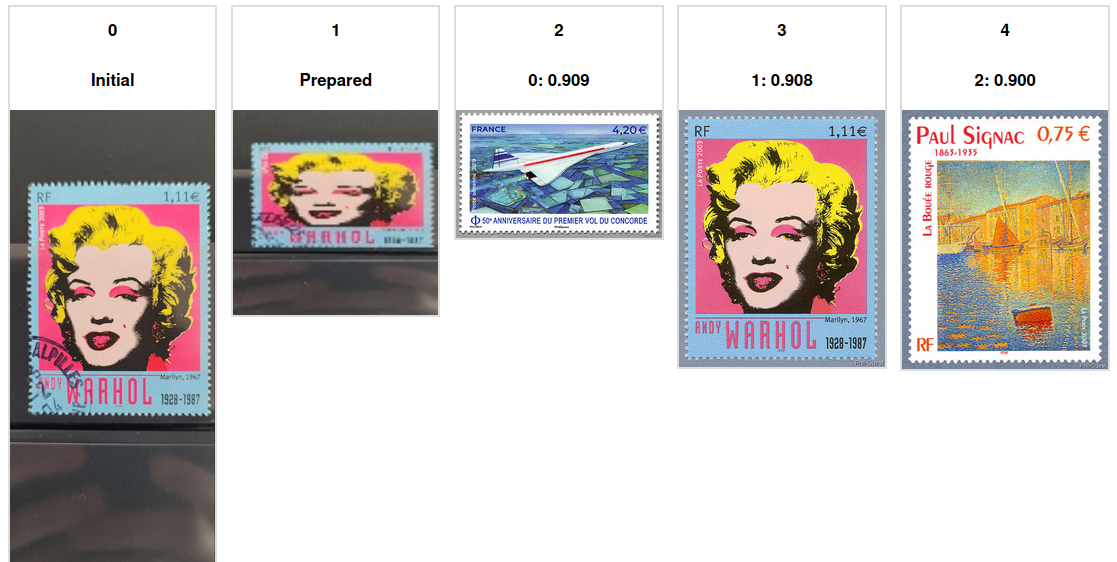 0
Initial
RF
1,11€
LA POSTE 2003
ALPILLES
Marilyn, 1967
ANDY WARHOL
1928-1987
1
Prepared
WARHOL
1928-1987
2
0: 0.909
FRANCE
4,20 €
50e ANNIVERSAIRE DU PREMIER VOL DU CONCORDE
3
1: 0.908
RF
1,11€
LA POSTE 2003
Marilyn, 1967
ANDY WARHOL
1928-1987
4
2: 0.900
PAUL SIGNAC
0,75 €
1863-1935
LA BOUÉE ROUGE
RF